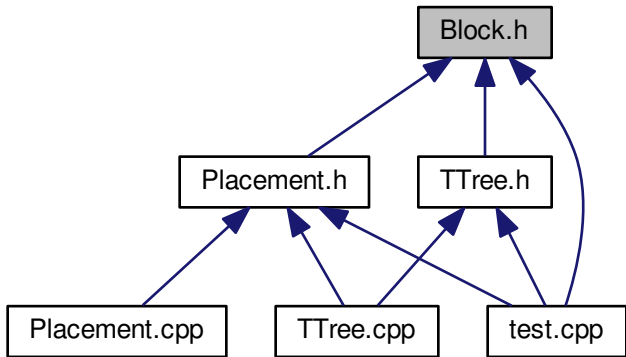 Block.h
Placement.h
TTree.h
Placement.cpp
TTree.cpp
test.cpp